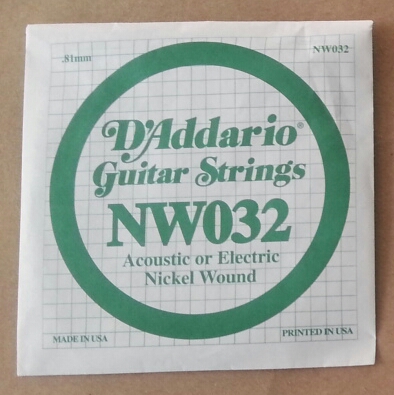 .81mm
NW032
D'Addario®
Guitar Strings
NW032
Acoustic or Electric
Nickel Wound
MADE IN USA
PRINTED IN USA